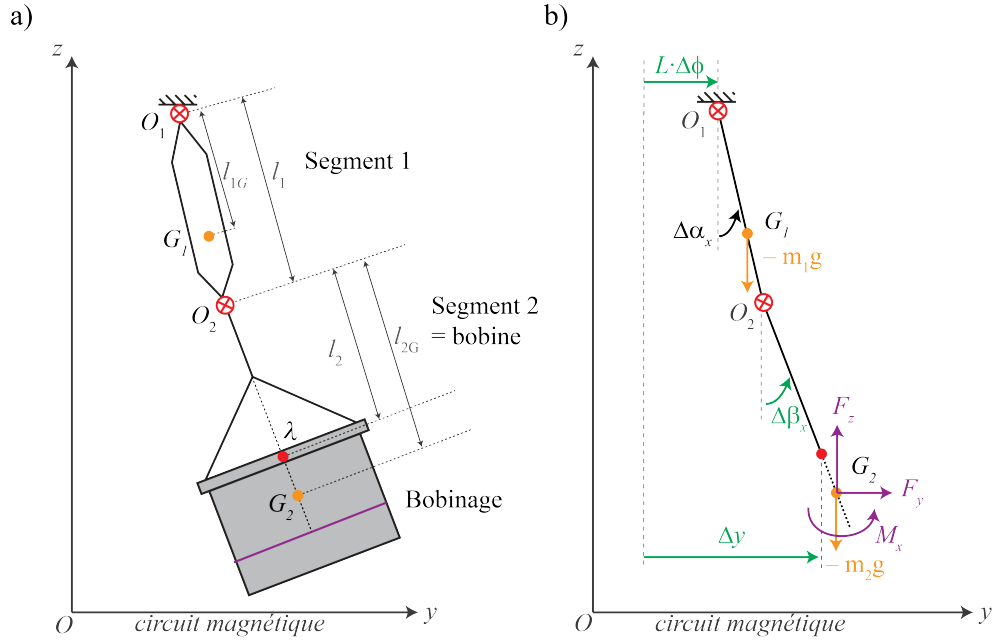 a)
z
O1
l1G
l1
Segment 1
G1
O2
l2
l2G
Segment 2
= bobine
λ
G2
Bobinage
O
circuit magnétique
y
b)
z
L·Δϕ
O1
Δαx
G1
– m1g
O2
Δβx
Fz
G2
Fy
Mx
Δy
– m2g
O
circuit magnétique
y